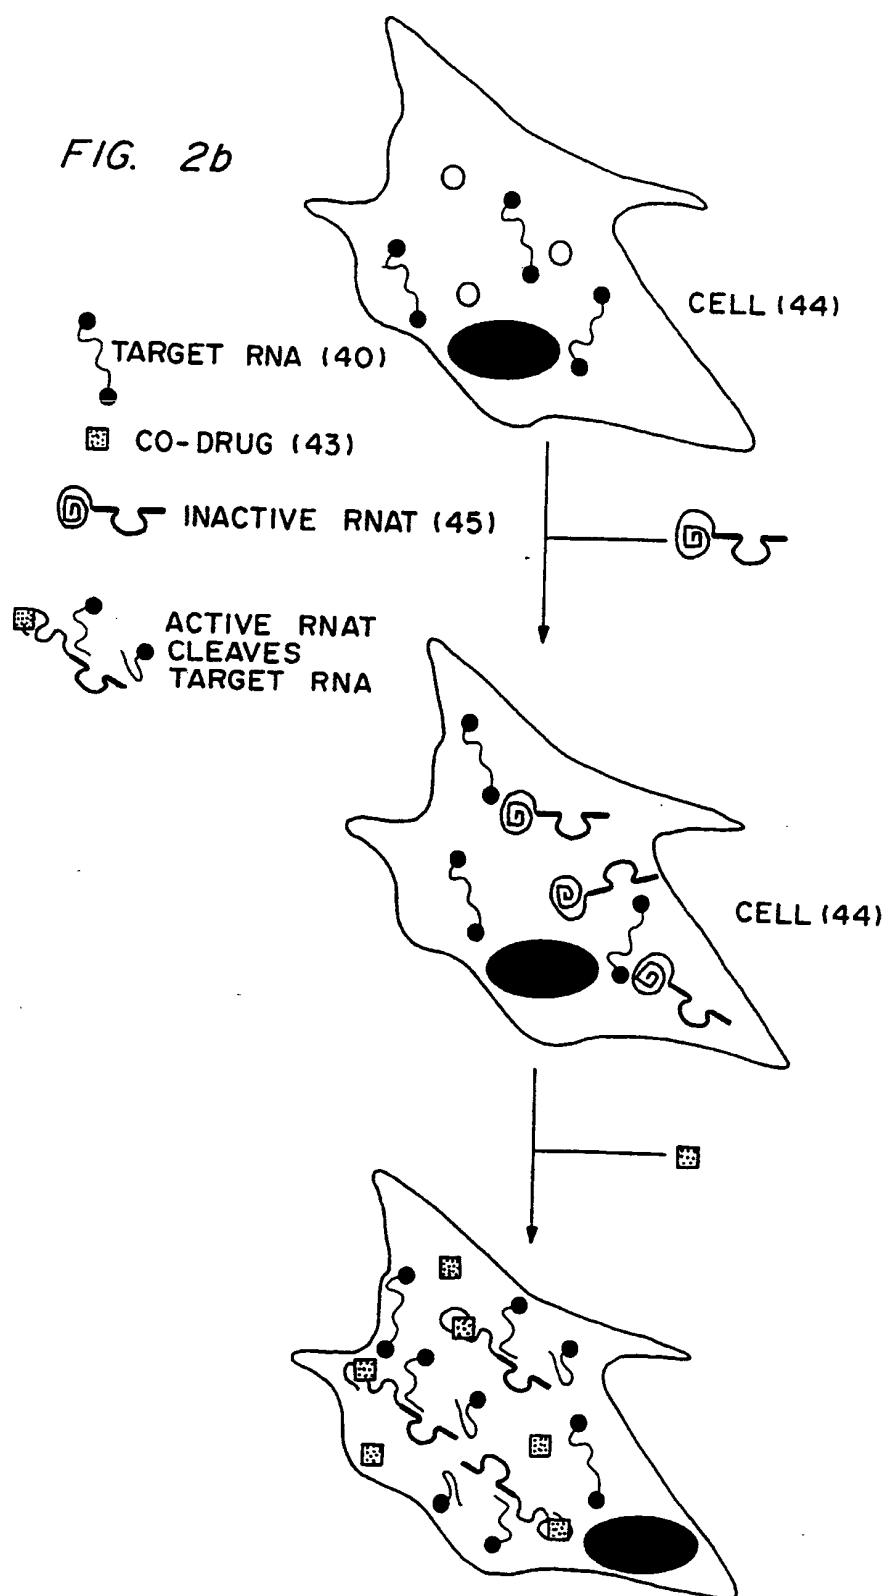 FIG. 2b
CELL (44)
TARGET RNA (40)
CO-DRUG (43)
INACTIVE RNAT (45)
ACTIVE RNAT
CLEAVES
TARGET RNA
CELL (44)